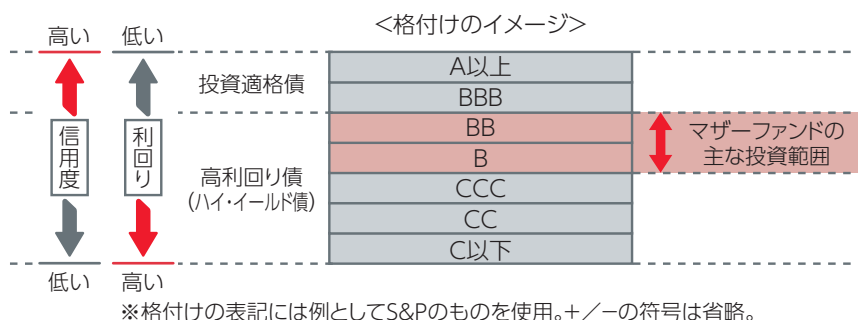 <格付けのイメージ>
高い 低い
投資適格債
高利回り債
(ハイ・イールド債)
信用度
利回り
A以上
BBB
BB
B
CCC
CC
C以下
マザーファンドの
主な投資範囲
低い 高い
※格付けの表記には例としてS&Pのものを使用。+/-の符号は省略。